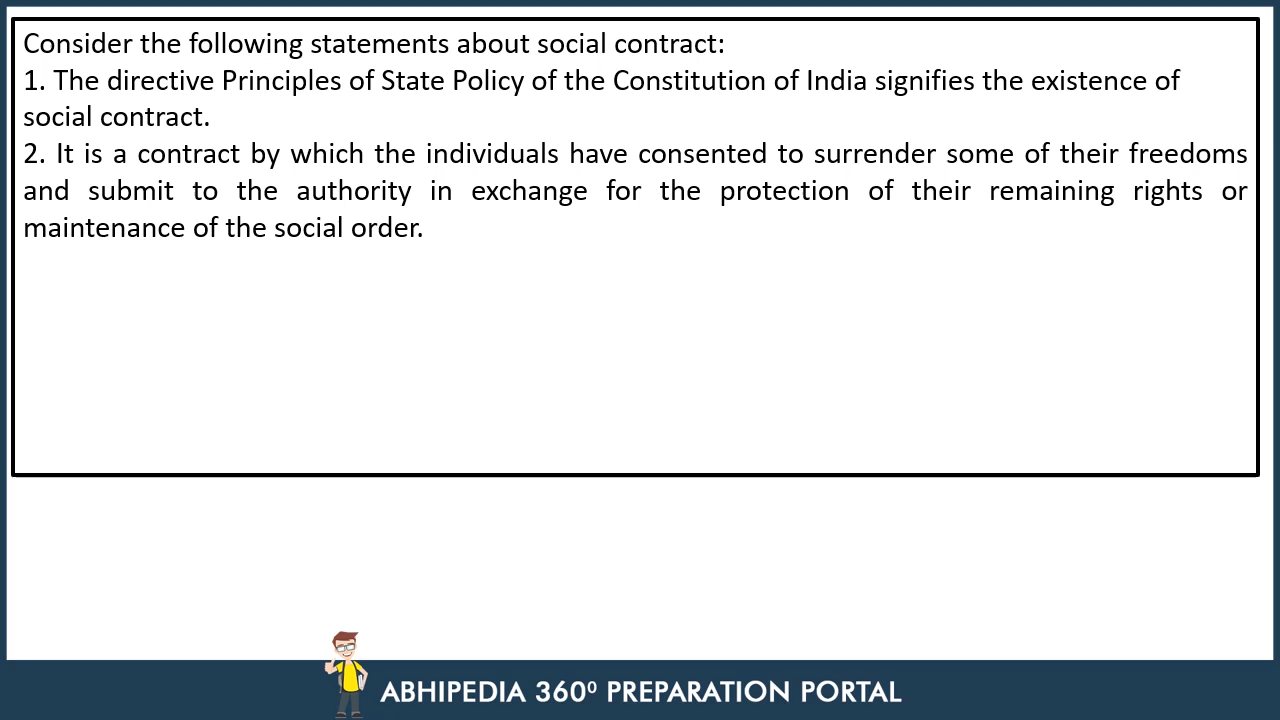 Consider the following statements about social contract:
1. The directive Principles of State Policy of the Constitution of India signifies the existence of
social contract.
2. It is a contract by which the individuals have consented to surrender some of their freedoms
and submit to the authority in exchange for the protection of their remaining rights or
maintenance of the social order.
ABHIPEDIA 360⁰ PREPARATION PORTAL